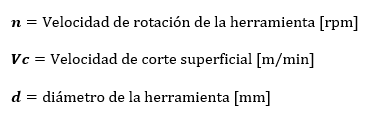 n = Velocidad de rotación de la herramienta [rpm]
Vc = Velocidad de corte superficial [m/min]
d = diámetro de la herramienta [mm]